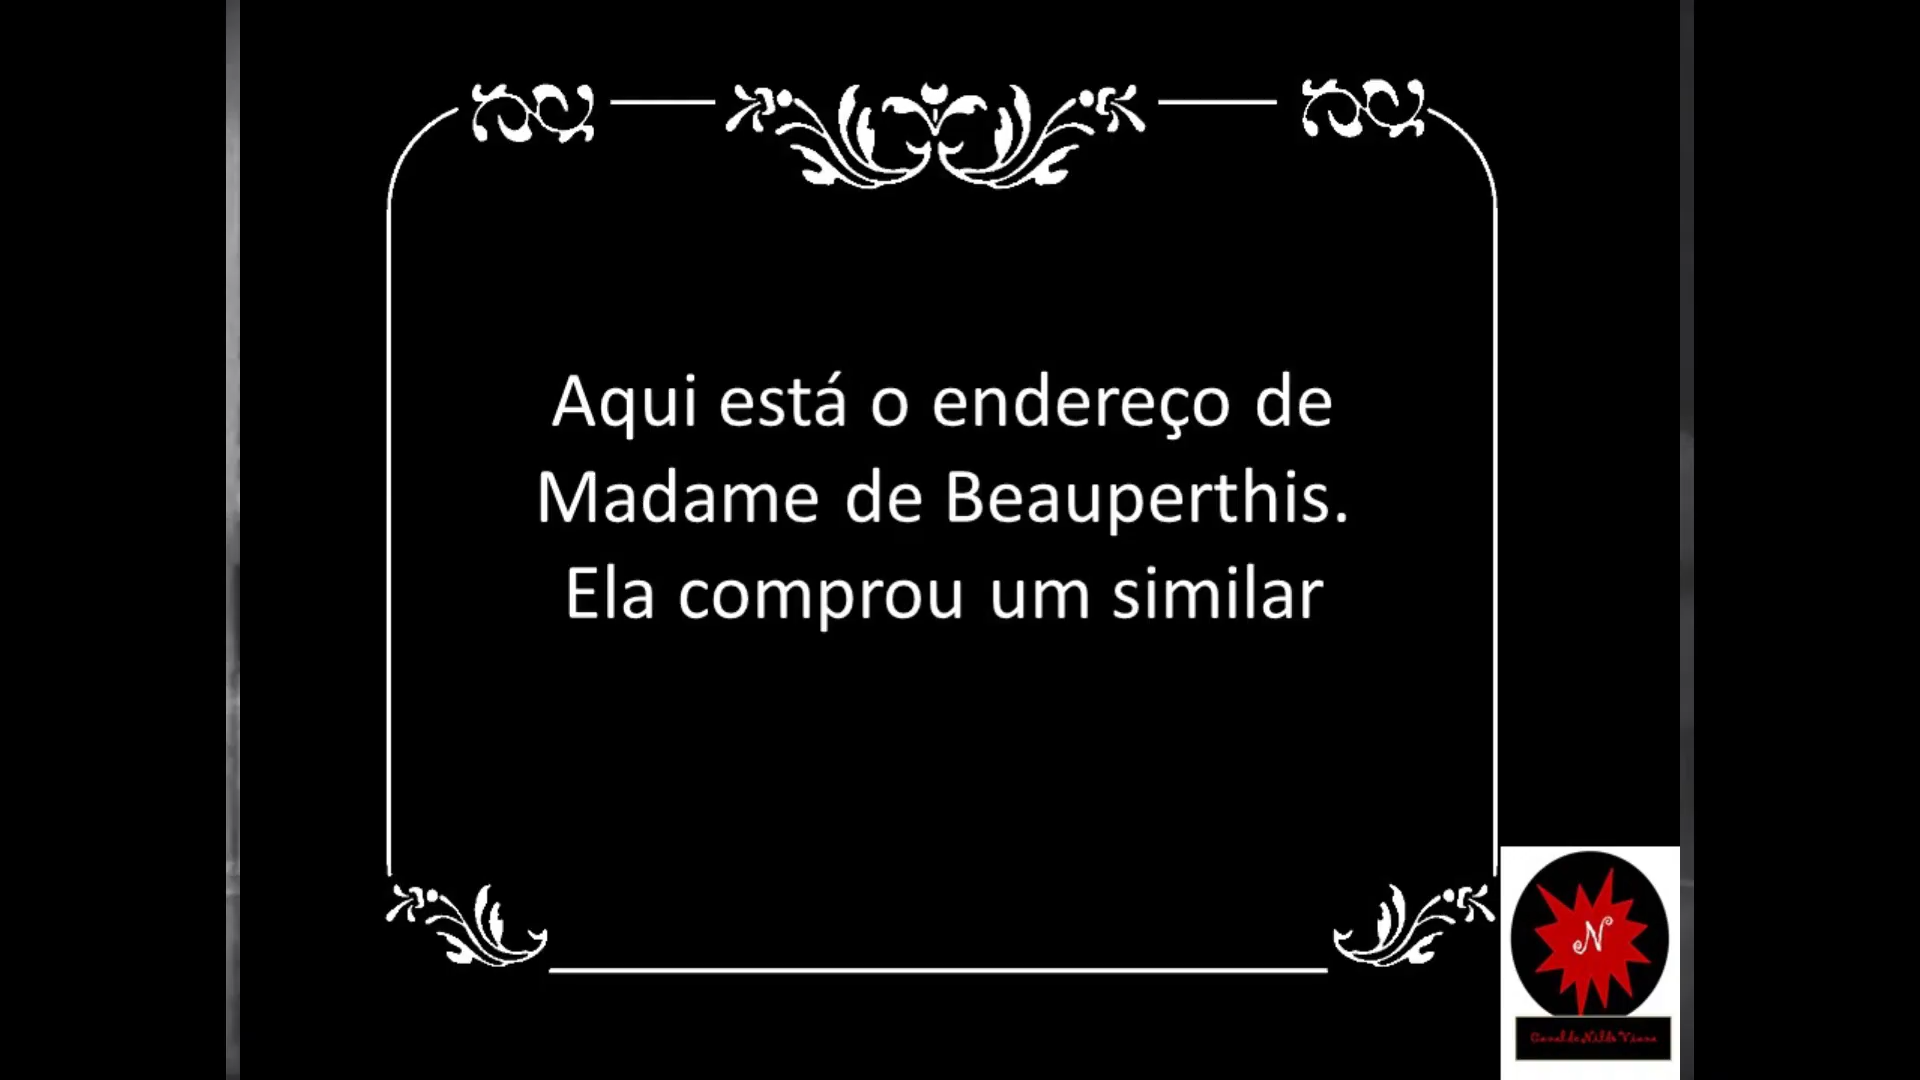 Aqui está o endereço de
Madame de Beauperthis.
Ela comprou um similar
N